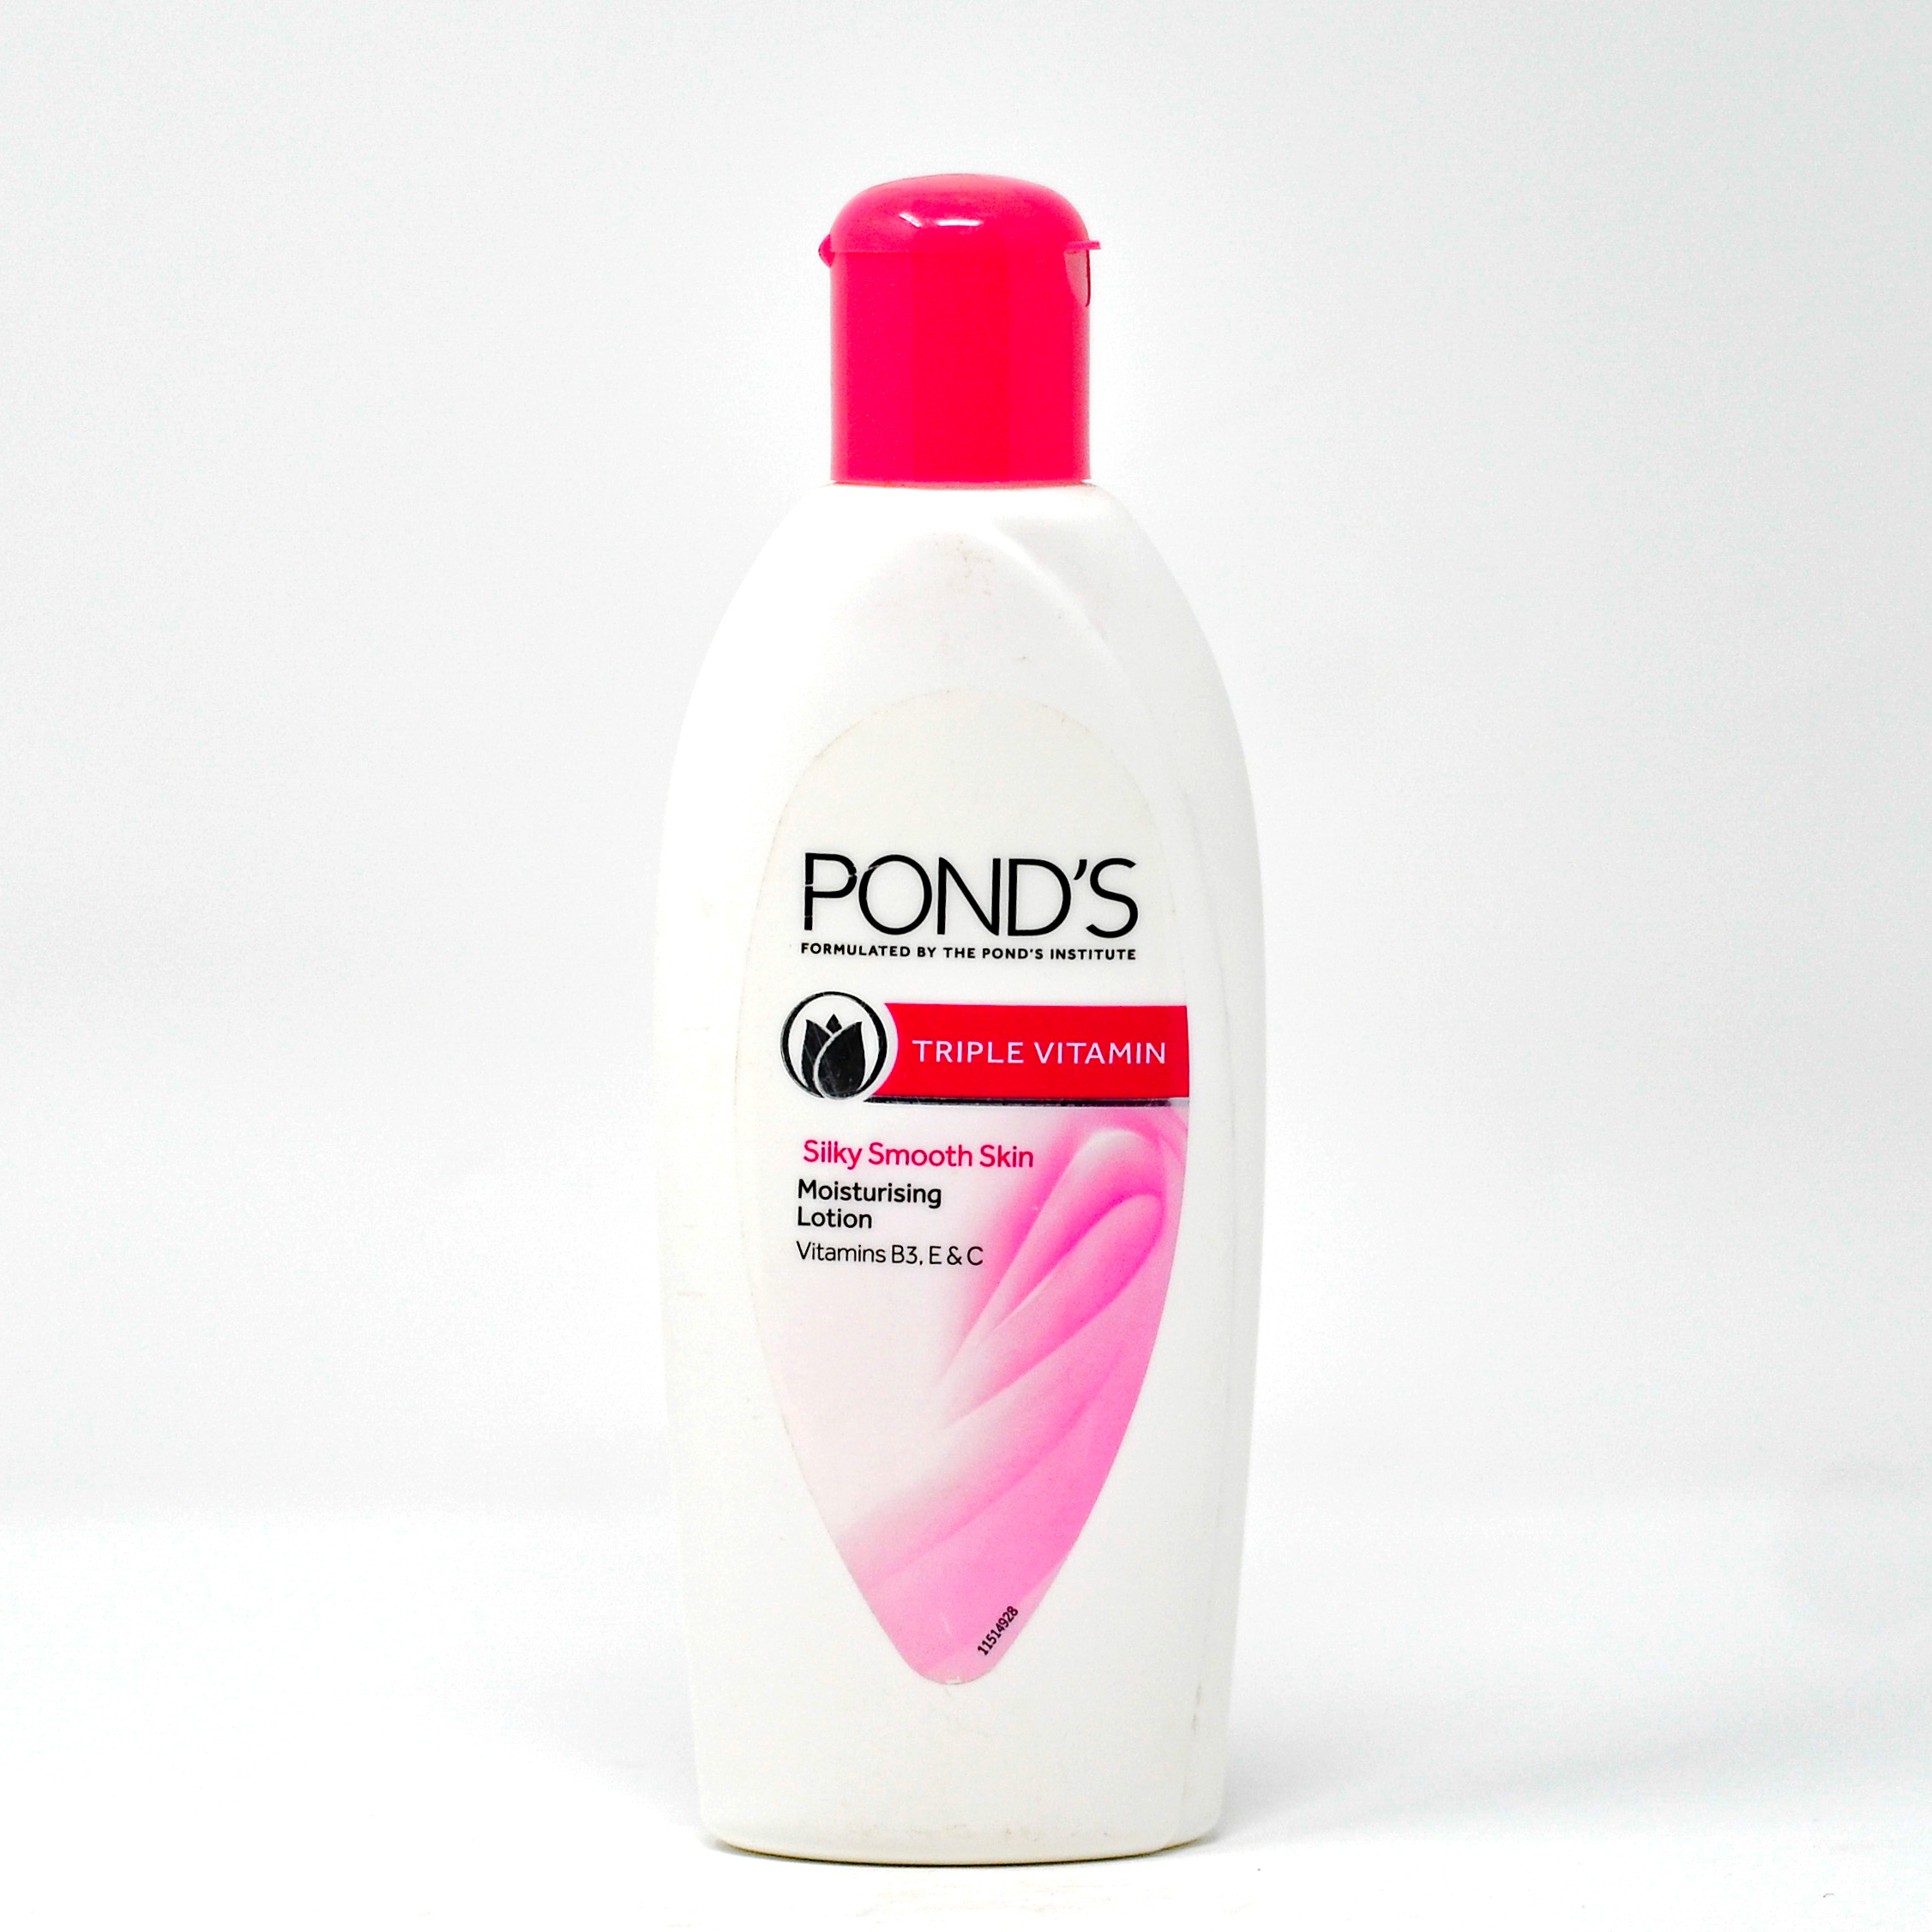 POND'S
FORMULATED BY THE POND'S INSTITUTE
TRIPLE VITAMIN
Silky Smooth Skin
Moisturising
Lotion
Vitamins B3, E & C
11514928